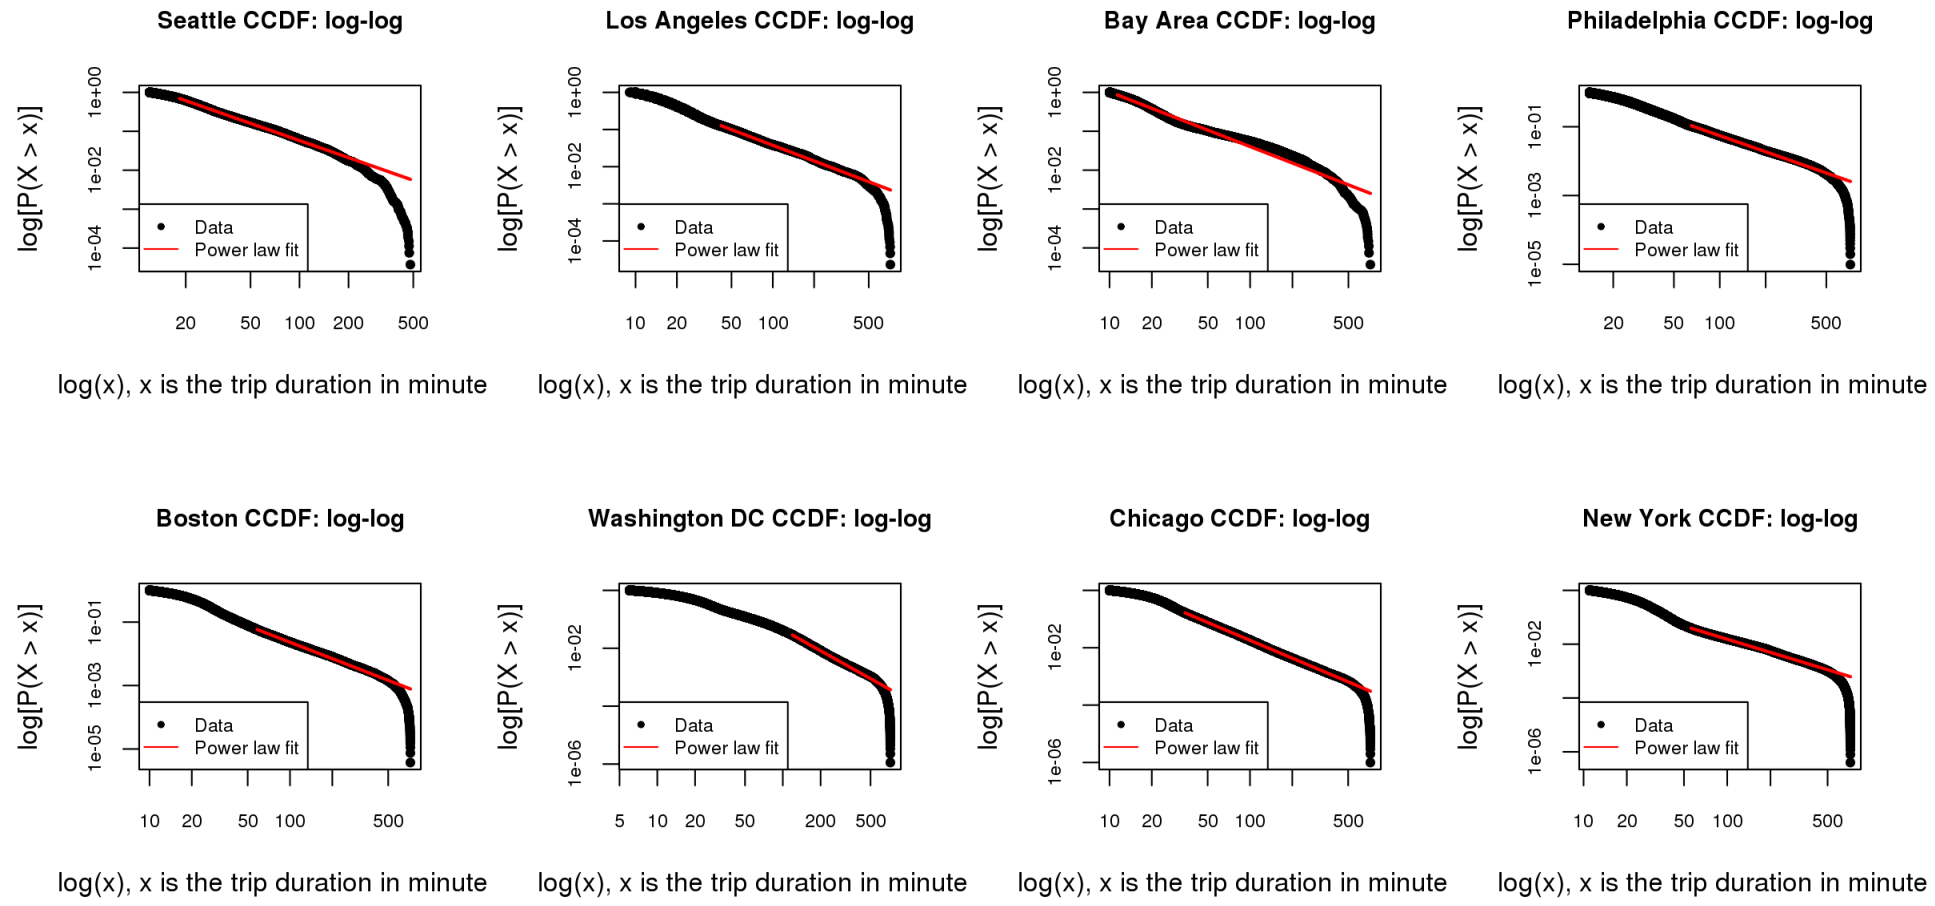 Seattle CCDF: log-log
log[P(X > x)]
1e+00
1e-02
1e-04
Data
Power law fit
20 50 100 200 500
log(x), x is the trip duration in minute
Los Angeles CCDF: log-log
log[P(X > x)]
1e+00
1e-02
1e-04
Data
Power law fit
10 20 50 100 500
log(x), x is the trip duration in minute
Bay Area CCDF: log-log
log[P(X > x)]
1e+00
1e-02
1e-04
Data
Power law fit
10 20 50 100 500
log(x), x is the trip duration in minute
Philadelphia CCDF: log-log
log[P(X > x)]
1e-01
1e-03
1e-05
Data
Power law fit
20 50 100 500
log(x), x is the trip duration in minute
Boston CCDF: log-log
log[P(X > x)]
1e-01
1e-03
1e-05
Data
Power law fit
10 20 50 100 500
log(x), x is the trip duration in minute
Washington DC CCDF: log-log
log[P(X > x)]
1e-02
1e-06
Data
Power law fit
5 10 20 50 200 500
log(x), x is the trip duration in minute
Chicago CCDF: log-log
log[P(X > x)]
1e-02
1e-06
Data
Power law fit
10 20 50 100 500
log(x), x is the trip duration in minute
New York CCDF: log-log
log[P(X > x)]
1e-02
1e-06
Data
Power law fit
10 20 50 100 500
log(x), x is the trip duration in minute